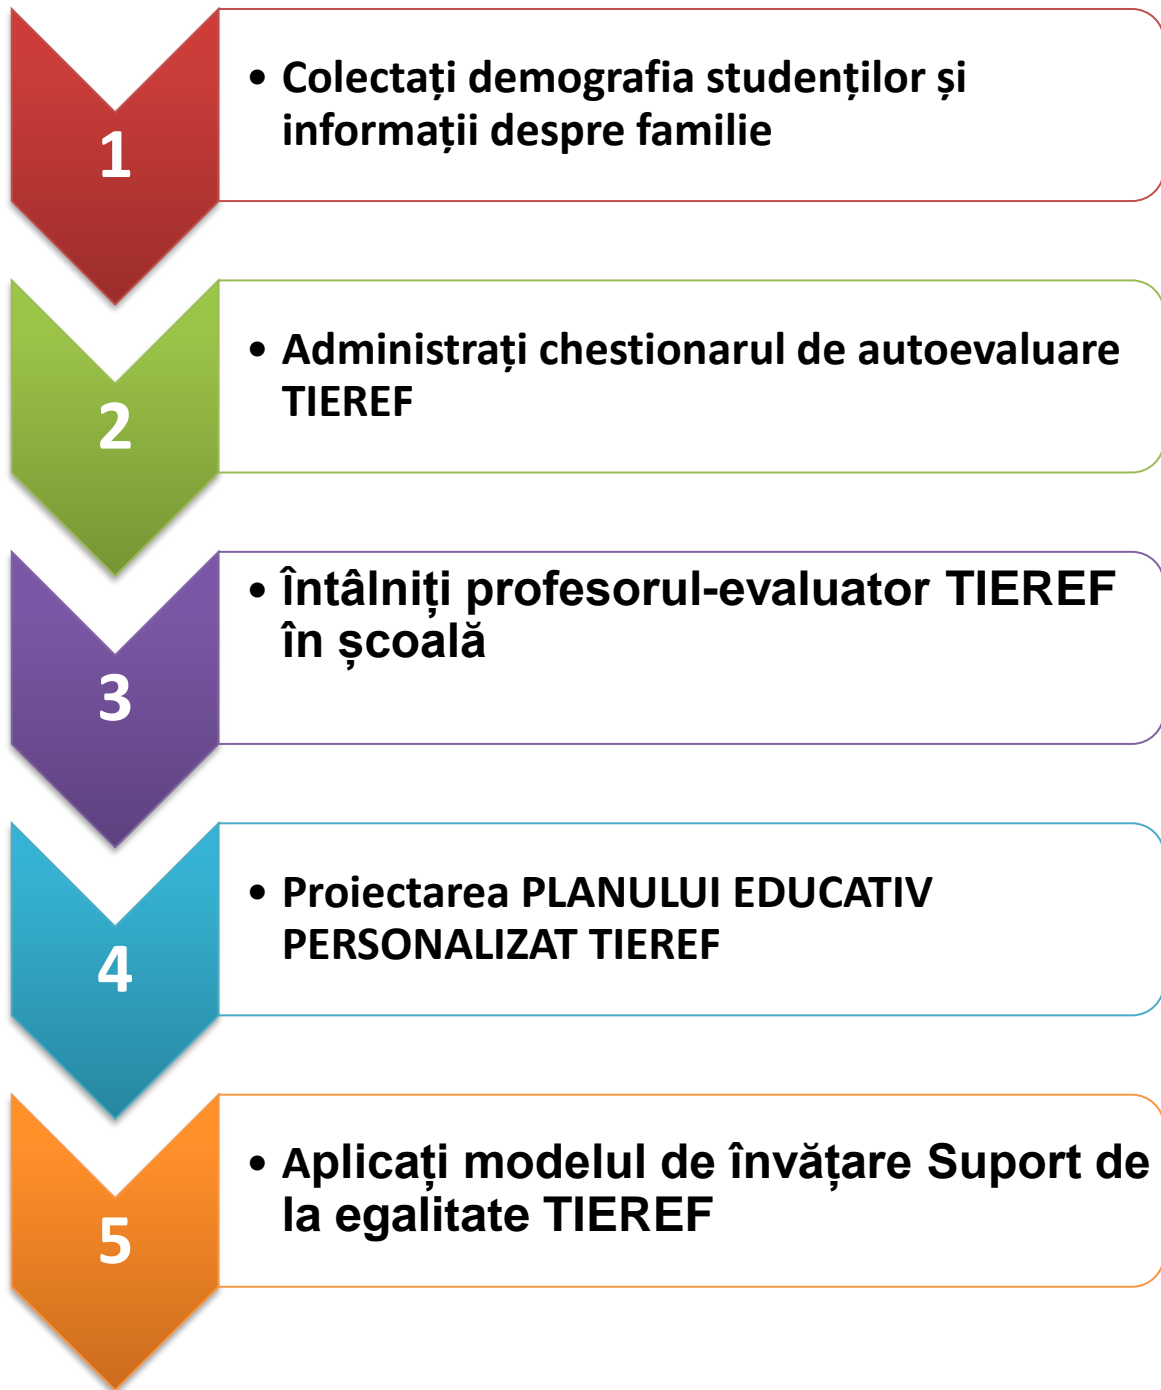 1
• Colectați demografia studenților și
informații despre familie
2
• Administrați chestionarul de autoevaluare
TIEREF
3
• Întâlniți profesorul-evaluator TIEREF
în școală
4
• Proiectarea PLANULUI EDUCATIV
PERSONALIZAT TIEREF
5
• Aplicați modelul de învățare Suport de
la egalitate TIEREF